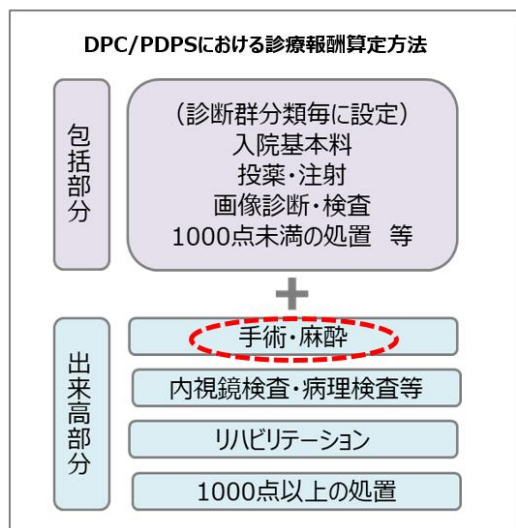 DPC/PDPSにおける診療報酬算定方法
包括部分
（診断群分類毎に設定）
入院基本料
投薬・注射
画像診断・検査
1000点未満の処置 等
+
出来高部分
手術・麻酔
内視鏡検査・病理検査等
リハビリテーション
1000点以上の処置